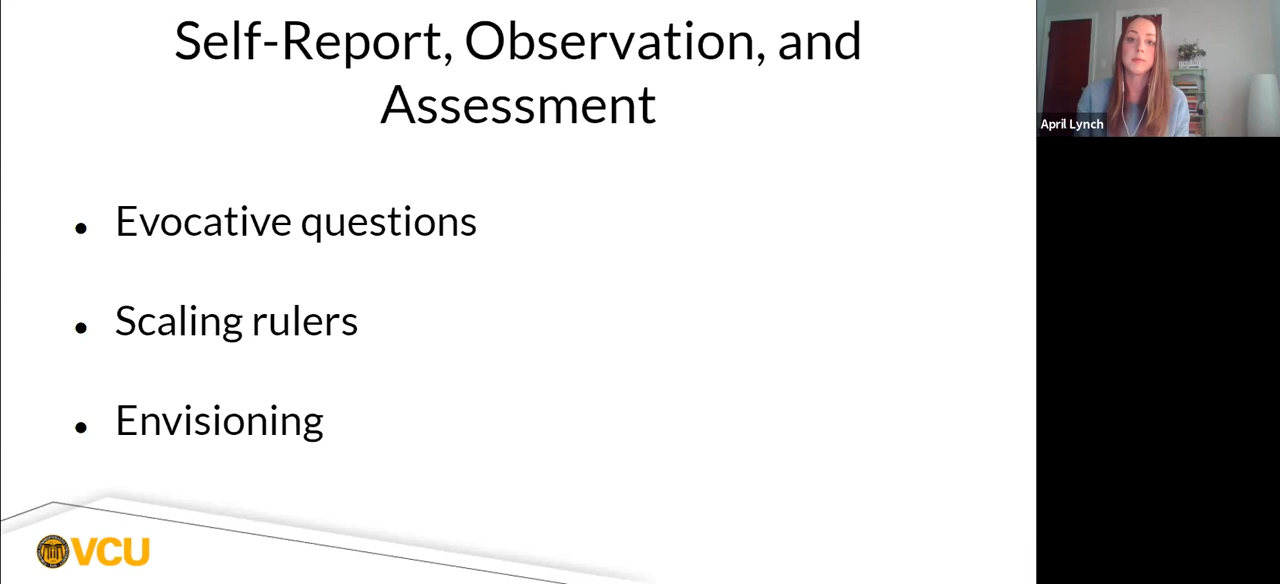 Self-Report, Observation, and
Assessment
• Evocative questions
• Scaling rulers
• Envisioning
VCU
April Lynch